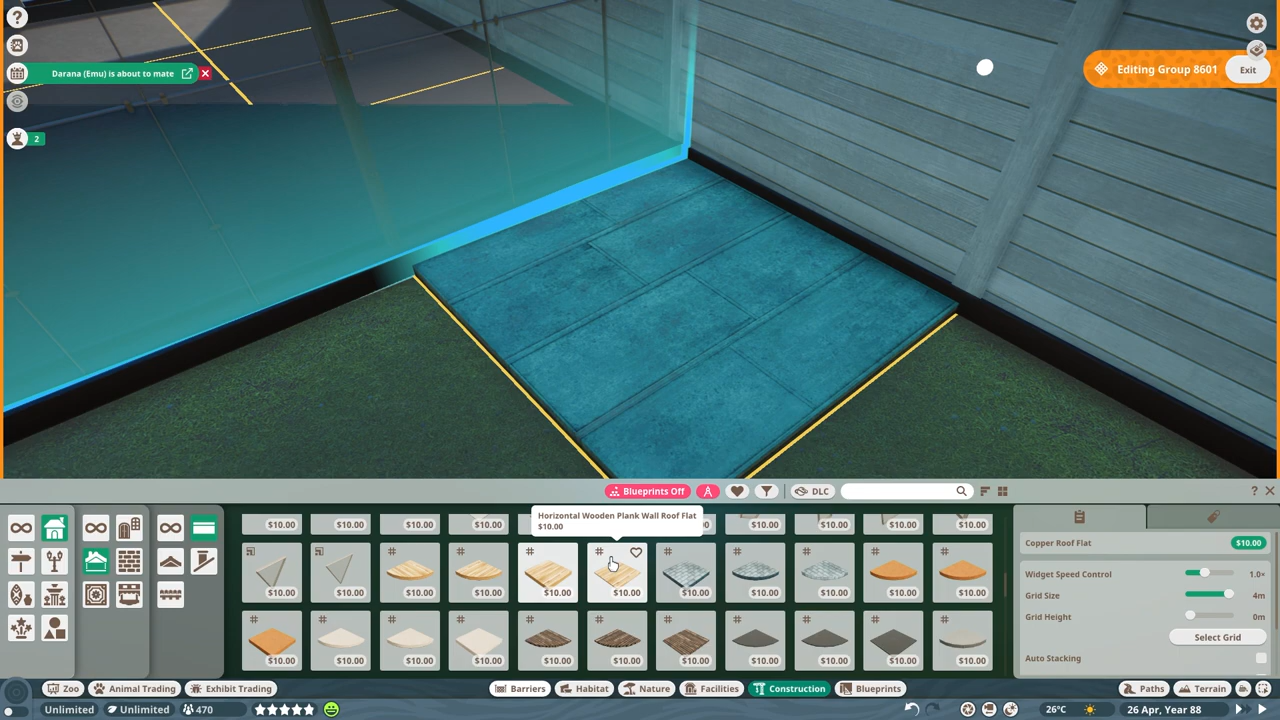 Darana (Emu) is about to mate
2
Editing Group 8601
Exit
Blueprints Off
DLC
Horizontal Wooden Plank Wall Roof Flat
$10.00
$10.00 $10.00 $10.00 $10.00 $10.00 $10.00 $10.00 $10.00
$10.00 $10.00 $10.00 $10.00 $10.00 $10.00 $10.00 $10.00 $10.00 $10.00 $10.00
$10.00 $10.00 $10.00 $10.00 $10.00 $10.00 $10.00 $10.00 $10.00 $10.00 $10.00
Copper Roof Flat $10.00
Widget Speed Control 1.0×
Grid Size 4m
Grid Height 0m
Select Grid
Auto Stacking
Zoo Animal Trading Exhibit Trading Barriers Habitat Nature Facilities Construction Blueprints Paths Terrain
Unlimited Unlimited 470 26°C 26 Apr, Year 88